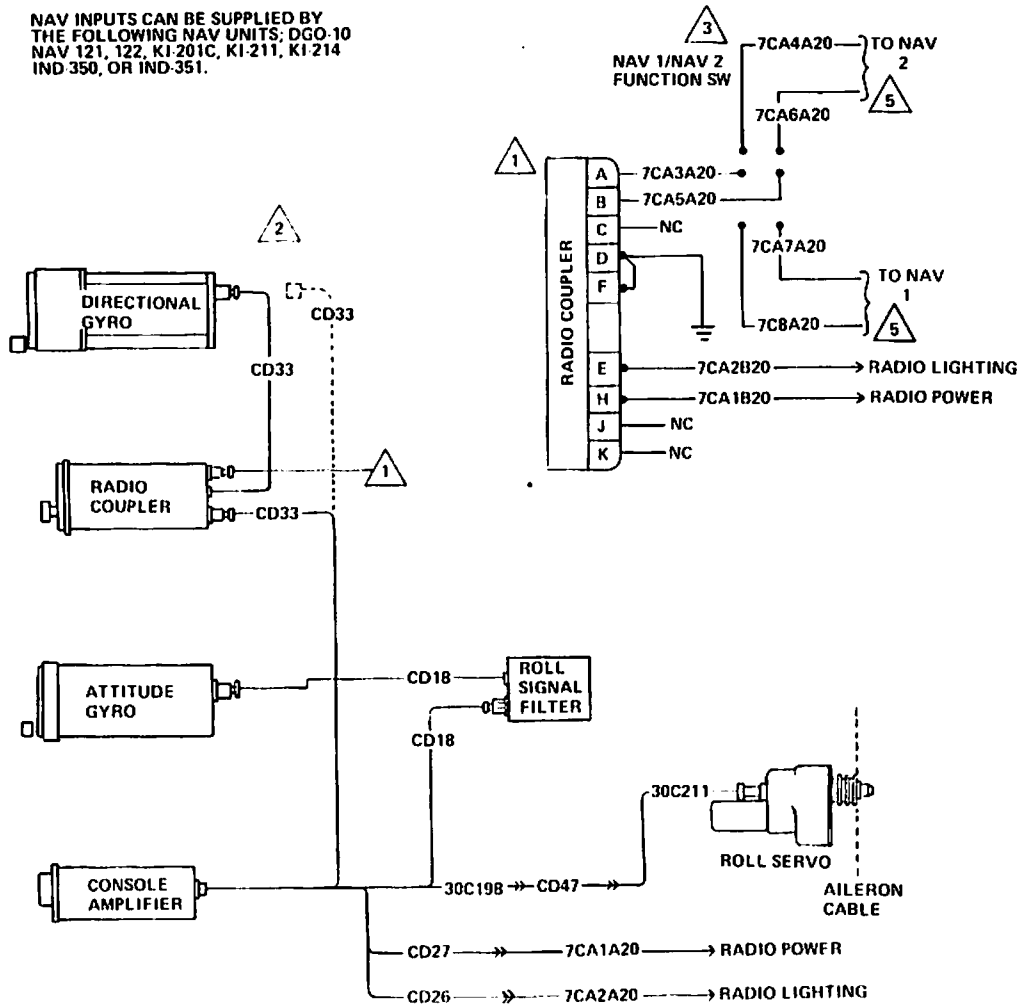 NAV INPUTS CAN BE SUPPLIED BY
THE FOLLOWING NAV UNITS; DGO-10
NAV 121, 122, KI-201C, KI-211, KI-214
IND-350, OR IND-351.
3
NAV 1/NAV 2
FUNCTION SW
7CA4A20
TO NAV
2
5
7CA6A20
1
RADIO COUPLER
A
7CA3A20
B
7CA5A20
C
NC
D
F
7CA7A20
TO NAV
1
5
7C8A20
E
7CA2B20
RADIO LIGHTING
H
7CA1B20
RADIO POWER
J
NC
K
NC
2
DIRECTIONAL
GYRO
CD33
CD33
1
RADIO
COUPLER
CD33
ATTITUDE
GYRO
CD18
ROLL
SIGNAL
FILTER
CD18
30C211
ROLL SERVO
AILERON
CABLE
CONSOLE
AMPLIFIER
30C198
CD47
CD27
7CA1A20
RADIO POWER
CD26
7CA2A20
RADIO LIGHTING